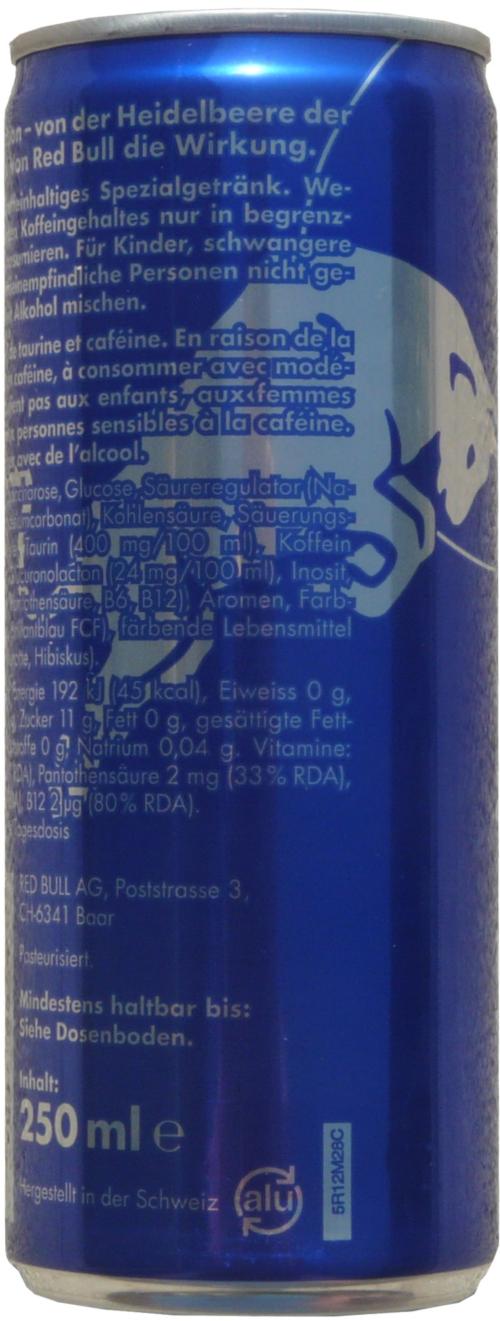 – von der Heidelbeere der
von Red Bull die Wirkung.
Spezialgetränk. We-
Koffeingehaltes nur in begrenz-
Für Kinder, schwangere
Personen nicht ge-
Alkohol mischen.
de taurine et caféine. En raison de la
caféine, à consommer avec modé-
pas aux enfants, aux femmes
personnes sensibles à la caféine.
avec de l'alcool.
Glucose, Säureregulator (Na-
Kohlensäure, Säuerungs-
Taurin (400 mg/100 ml), Koffein
(24 mg/100 ml), Inosit,
B6, B12), Aromen, Farb-
FCF), färbende Lebensmittel
Hibiskus).
Energie 192 kJ (45 kcal), Eiweiss 0 g,
Zucker 11 g, Fett 0 g, gesättigte Fett-
0 g, Natrium 0,04 g. Vitamine:
Pantothensäure 2 mg (33% RDA),
B12 2 µg (80% RDA).
Tagesdosis
RED BULL AG, Poststrasse 3,
CH-6341 Baar
Pasteurisiert.
Mindestens haltbar bis:
Siehe Dosenboden.
Inhalt:
250 ml e
Hergestellt in der Schweiz alu
5R12M28C